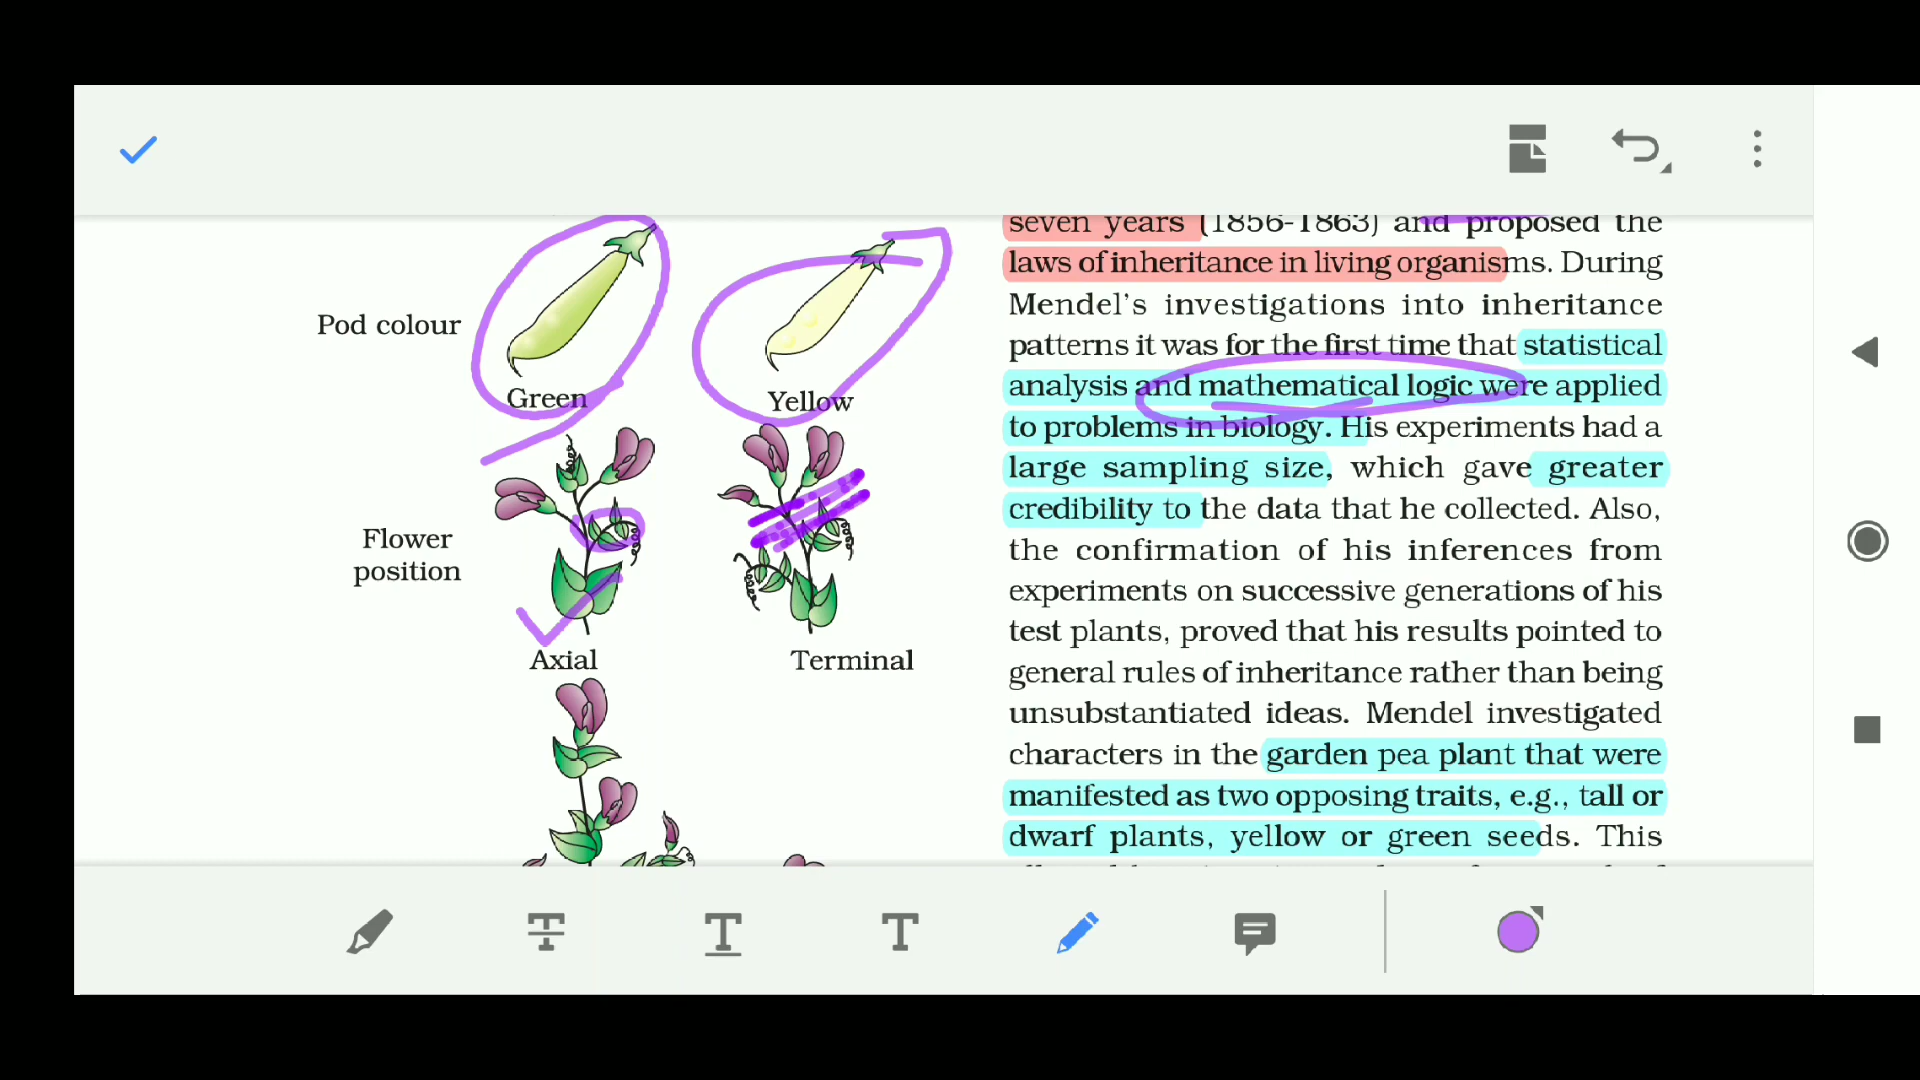 Pod colour
Green
Yellow
Flower
position
Axial
Terminal
seven years (1856-1863) and proposed the
laws of inheritance in living organisms. During
Mendel's investigations into inheritance
patterns it was for the first time that statistical
analysis and mathematical logic were applied
to problems in biology. His experiments had a
large sampling size, which gave greater
credibility to the data that he collected. Also,
the confirmation of his inferences from
experiments on successive generations of his
test plants, proved that his results pointed to
general rules of inheritance rather than being
unsubstantiated ideas. Mendel investigated
characters in the garden pea plant that were
manifested as two opposing traits, e.g., tall or
dwarf plants, yellow or green seeds. This